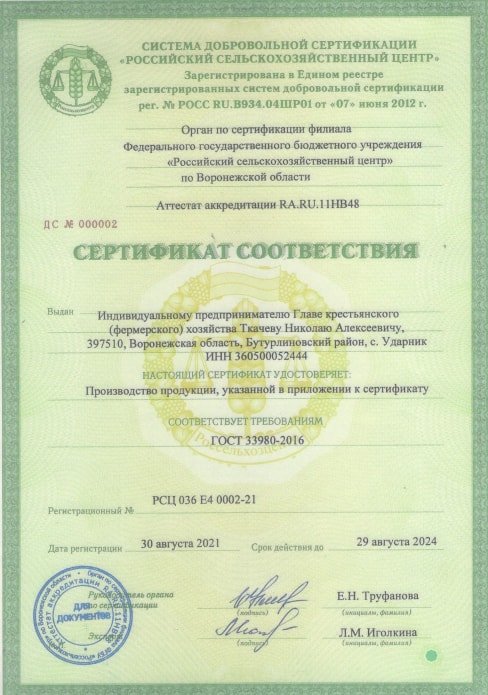 СИСТЕМА ДОБРОВОЛЬНОЙ СЕРТИФИКАЦИИ
«РОССИЙСКИЙ СЕЛЬСКОХОЗЯЙСТВЕННЫЙ ЦЕНТР»
Зарегистрирована в Едином реестре
зарегистрированных систем добровольной сертификации
рег. № РОСС RU.В934.04ШР01 от «07» июня 2012 г.
Россельхозцентр
Орган по сертификации филиала
Федерального государственного бюджетного учреждения
«Российский сельскохозяйственный центр»
по Воронежской области
Аттестат аккредитации RA.RU.11НВ48
ДС № 000002
СЕРТИФИКАТ СООТВЕТСТВИЯ
Выдан Индивидуальному предпринимателю Главе крестьянского
(фермерского) хозяйства Ткачеву Николаю Алексеевичу,
397510, Воронежская область, Бутурлиновский район, с. Ударник
ИНН 360500052444
НАСТОЯЩИЙ СЕРТИФИКАТ УДОСТОВЕРЯЕТ:
Производство продукции, указанной в приложении к сертификату
СООТВЕТСТВУЕТ ТРЕБОВАНИЯМ
ГОСТ 33980-2016
Россельхозцентр
Регистрационный № РСЦ 036 Е4 0002-21
Дата регистрации 30 августа 2021 Срок действия до 29 августа 2024
Руководитель органа
по сертификации
(подпись)
Е.Н. Труфанова
(инициалы, фамилия)
Эксперт
(подпись)
Л.М. Иголкина
(инициалы, фамилия)
ДЛЯ
ДОКУМЕНТОВ